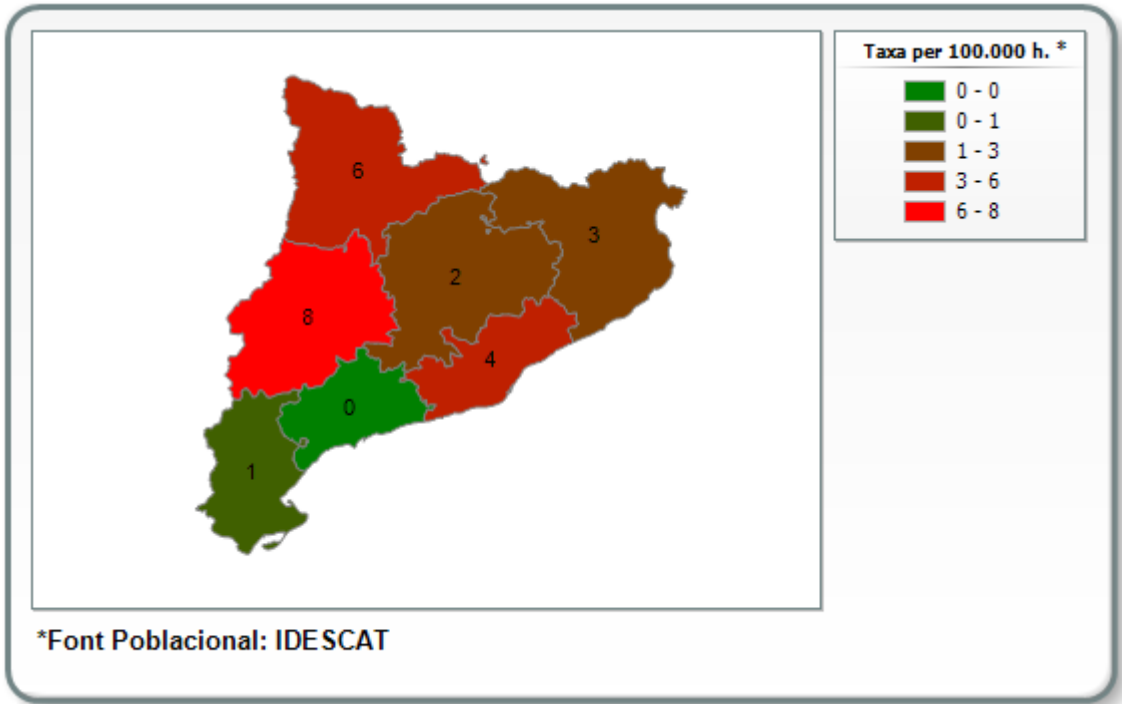 Taxa per 100.000 h. *
0 - 0
0 - 1
1 - 3
3 - 6
6 - 8
6
3
2
8
4
0
1
*Font Poblacional: IDESCAT